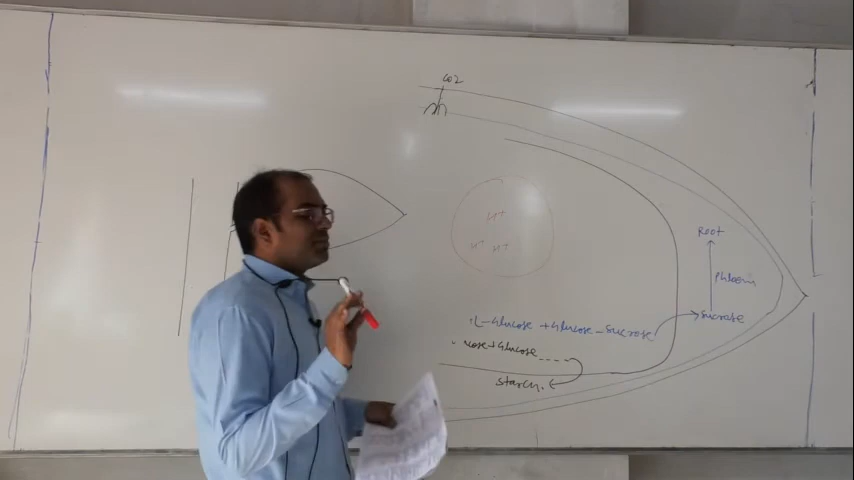 CO2
H+
H+ H+
Root
Phloem
Sucrose
Glucose + Glucose - Sucrose
Glucose
Starch.